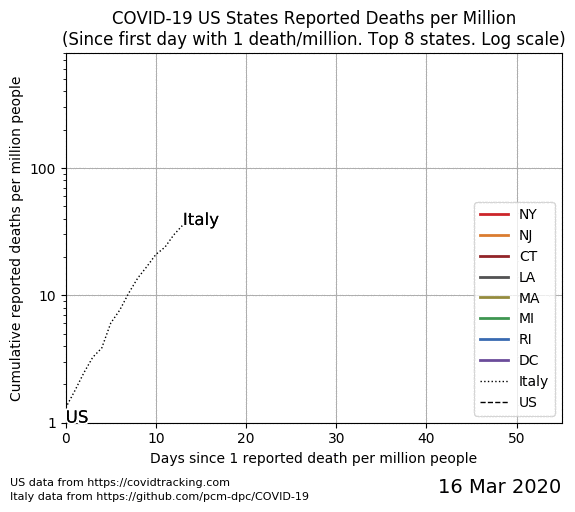 COVID-19 US States Reported Deaths per Million
(Since first day with 1 death/million. Top 8 states. Log scale)
Cumulative reported deaths per million people
100
10
1
Italy
US
NY
NJ
CT
LA
MA
MI
RI
DC
Italy
US
0 10 20 30 40 50
Days since 1 reported death per million people
US data from https://covidtracking.com
Italy data from https://github.com/pcm-dpc/COVID-19
16 Mar 2020